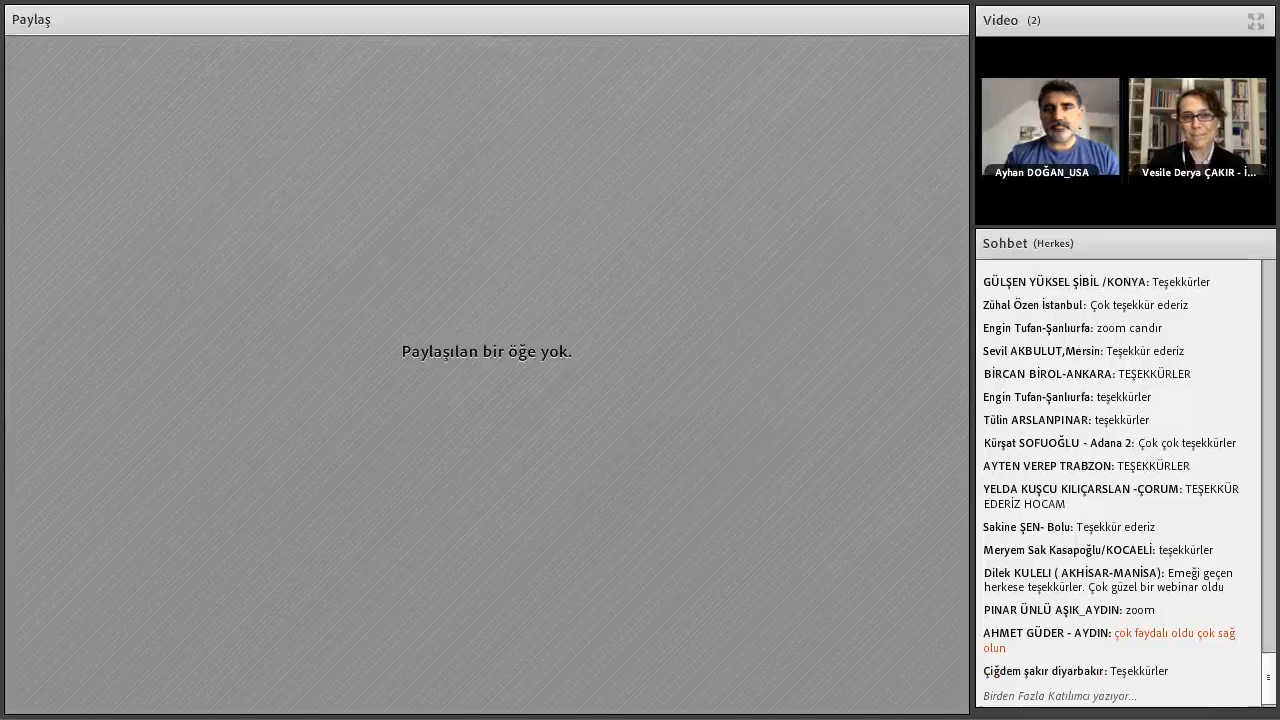 Paylaş
Paylaşılan bir öğe yok.
Video (2)
Ayhan DOĞAN_USA
Vesile Derya ÇAKIR - İ...
Sohbet (Herkes)
GÜLŞEN YÜKSEL ŞİBİL /KONYA: Teşekkürler
Zühal Özen İstanbul: Çok teşekkür ederiz
Engin Tufan-Şanlıurfa: zoom candır
Sevil AKBULUT,Mersin: Teşekkür ederiz
BİRCAN BİROL-ANKARA: TEŞEKKÜRLER
Engin Tufan-Şanlıurfa: teşekkürler
Tülin ARSLANPINAR: teşekkürler
Kürşat SOFUOĞLU - Adana 2: Çok çok teşekkürler
AYTEN VEREP TRABZON: TEŞEKKÜRLER
YELDA KUŞCU KILIÇARSLAN -ÇORUM: TEŞEKKÜR
EDERİZ HOCAM
Sakine ŞEN- Bolu: Teşekkür ederiz
Meryem Sak Kasapoğlu/KOCAELİ: teşekkürler
Dilek KULELI ( AKHİSAR-MANİSA): Emeği geçen
herkese teşekkürler. Çok güzel bir webinar oldu
PINAR ÜNLÜ AŞIK_AYDIN: zoom
AHMET GÜDER - AYDIN: çok faydalı oldu çok sağ
olun
Çiğdem şakır diyarbakır: Teşekkürler
Birden Fazla Katılımcı yazıyor...